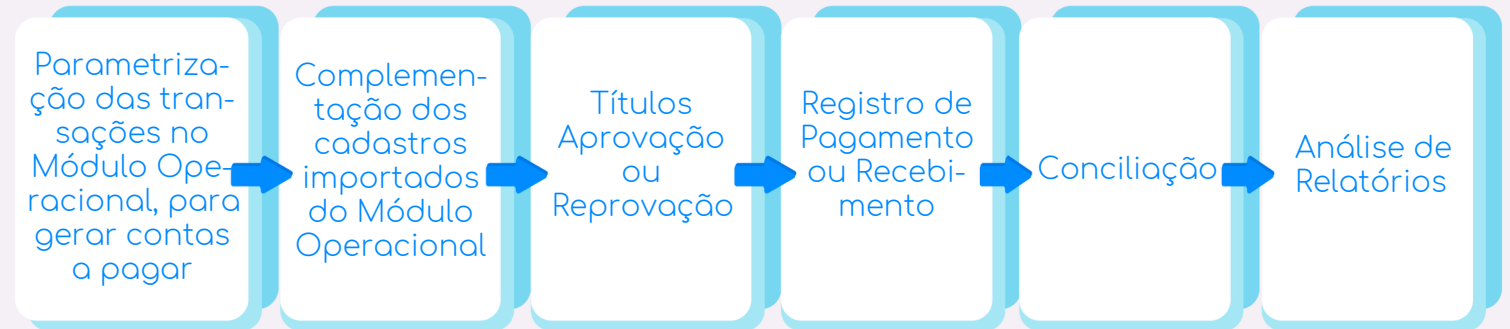 Parametriza-
ção das tran-
sações no
Módulo Ope-
racional, para
gerar contas
a pagar
Complemen-
tação dos
cadastros
importados
do Módulo
Operacional
Títulos
Aprovação
ou
Reprovação
Registro de
Pagamento
ou Recebi-
mento
Conciliação
Análise de
Relatórios